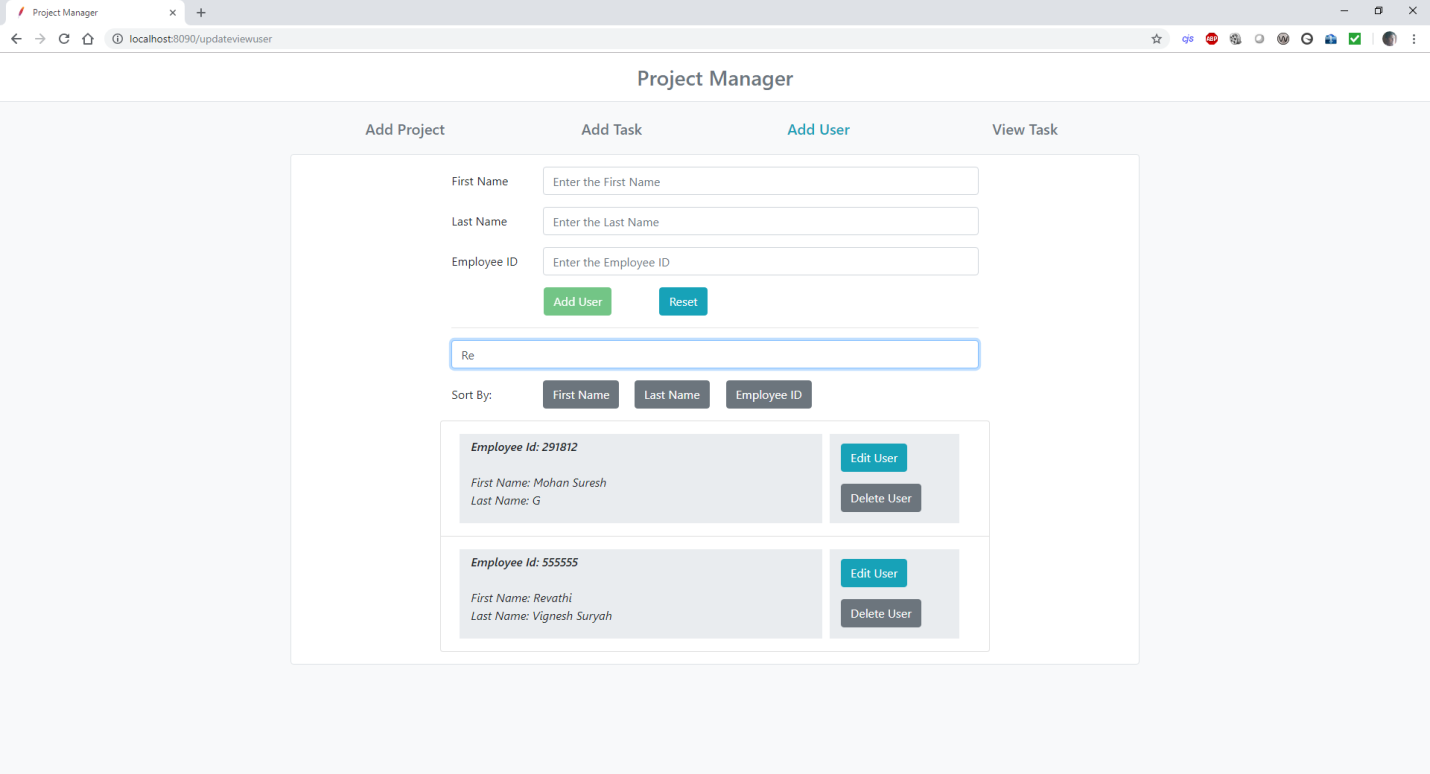 Project Manager
localhost:8090/updateviewuser
cjs
ABP
Project Manager
Add Project Add Task Add User View Task
First Name Enter the First Name
Last Name Enter the Last Name
Employee ID Enter the Employee ID
Add User Reset
Re
Sort By: First Name Last Name Employee ID
Employee Id: 291812
First Name: Mohan Suresh
Last Name: G
Edit User
Delete User
Employee Id: 555555
First Name: Revathi
Last Name: Vignesh Suryah
Edit User
Delete User